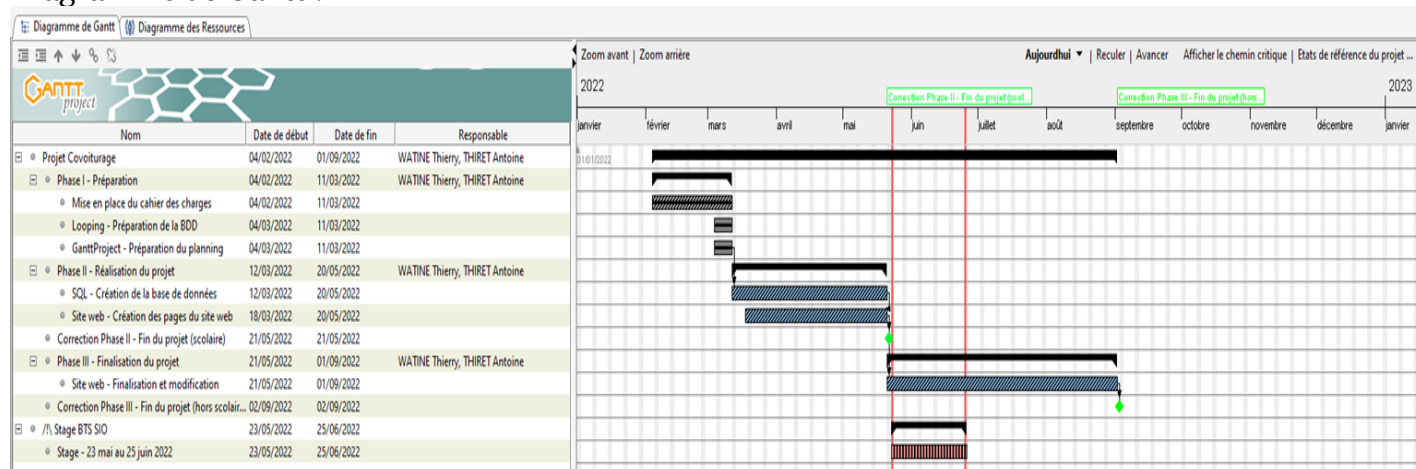 Diagramme de Gantt | Diagramme des Ressources
Zoom avant | Zoom arrière Aujourdhui ▼ | Reculer | Avancer Afficher le chemin critique | Etats de référence du projet ...
GANTT project
2022 2023
Correction Phase II - Fin du projet (scol... Correction Phase III - Fin du projet (hors...
janvier février mars avril mai juin juillet août septembre octobre novembre décembre janvier
Nom Date de début Date de fin Responsable
01/01/2022
Projet Covoiturage 04/02/2022 01/09/2022 WATINE Thierry, THIRET Antoine
Phase I - Préparation 04/02/2022 11/03/2022 WATINE Thierry, THIRET Antoine
Mise en place du cahier des charges 04/02/2022 11/03/2022
Looping - Préparation de la BDD 04/03/2022 11/03/2022
GanttProject - Préparation du planning 04/03/2022 11/03/2022
Phase II - Réalisation du projet 12/03/2022 20/05/2022 WATINE Thierry, THIRET Antoine
SQL - Création de la base de données 12/03/2022 20/05/2022
Site web - Création des pages du site web 18/03/2022 20/05/2022
Correction Phase II - Fin du projet (scolaire) 21/05/2022 21/05/2022
Phase III - Finalisation du projet 21/05/2022 01/09/2022 WATINE Thierry, THIRET Antoine
Site web - Finalisation et modification 21/05/2022 01/09/2022
Correction Phase III - Fin du projet (hors scolair... 02/09/2022 02/09/2022
/!\ Stage BTS SIO 23/05/2022 25/06/2022
Stage - 23 mai au 25 juin 2022 23/05/2022 25/06/2022